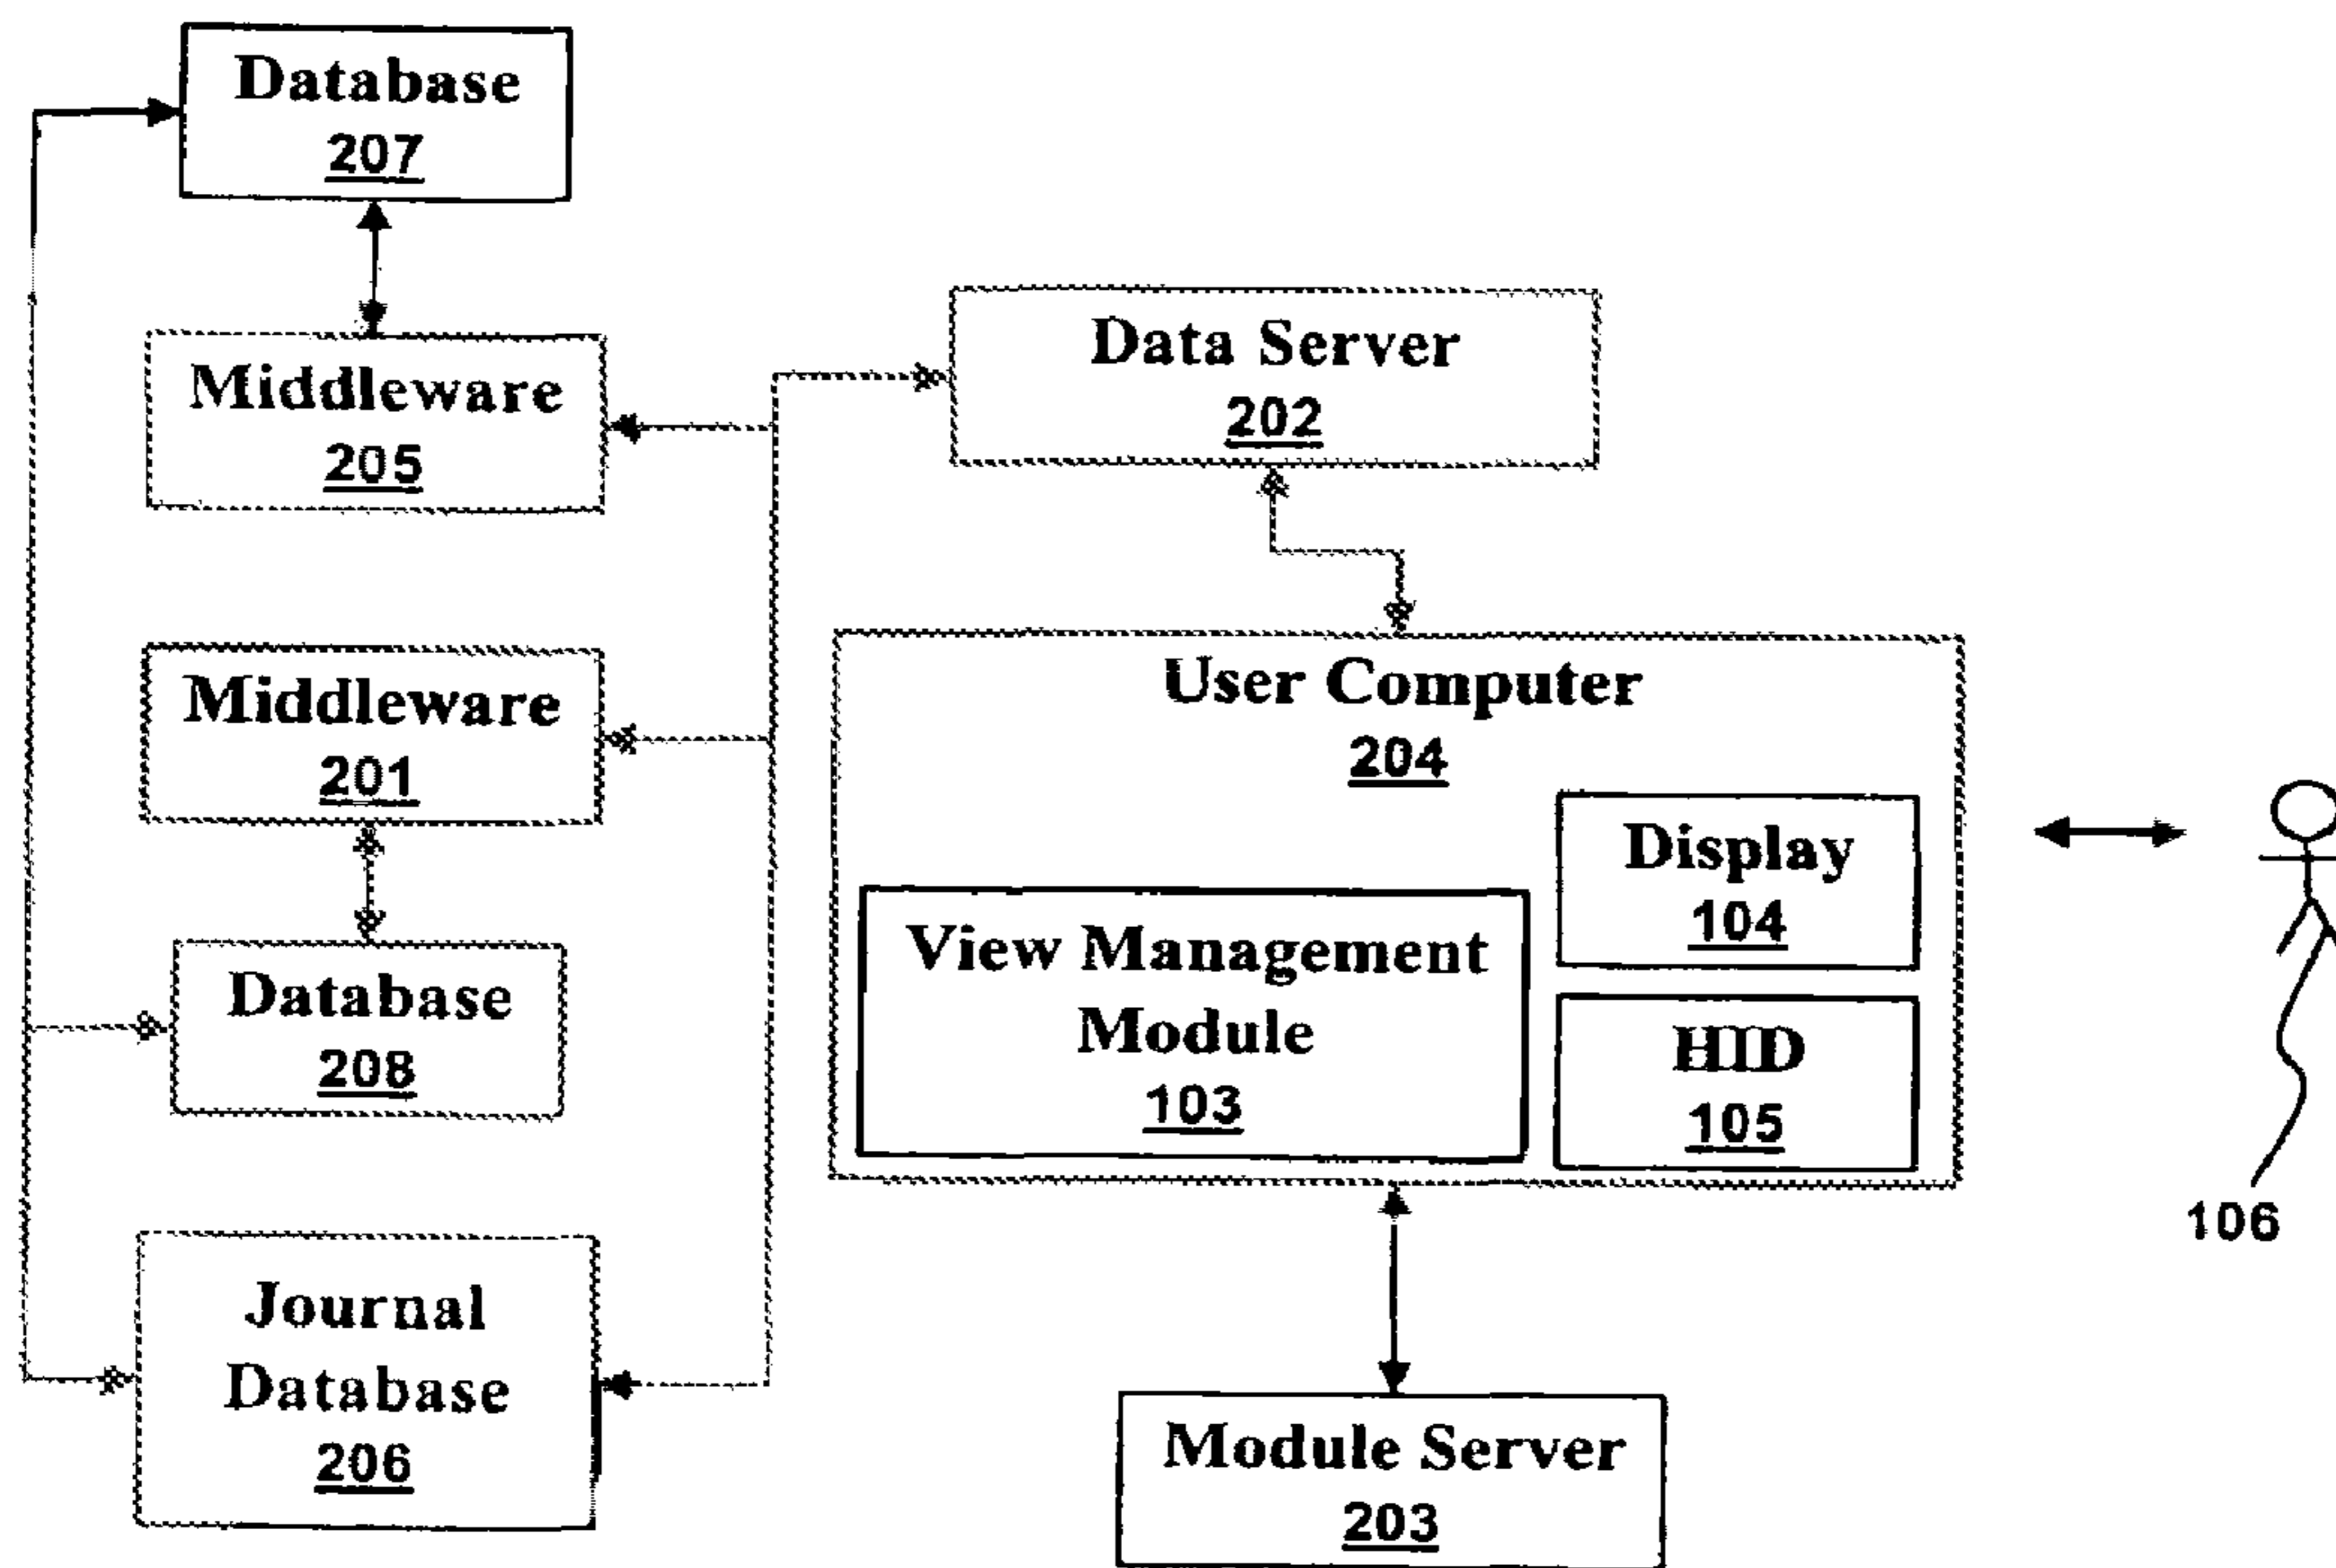 Database
207
Middleware
205
Data Server
202
Middleware
201
User Computer
204
Display
104
View Management
Module
103
HID
105
Database
208
106
Journal
Database
206
Module Server
203